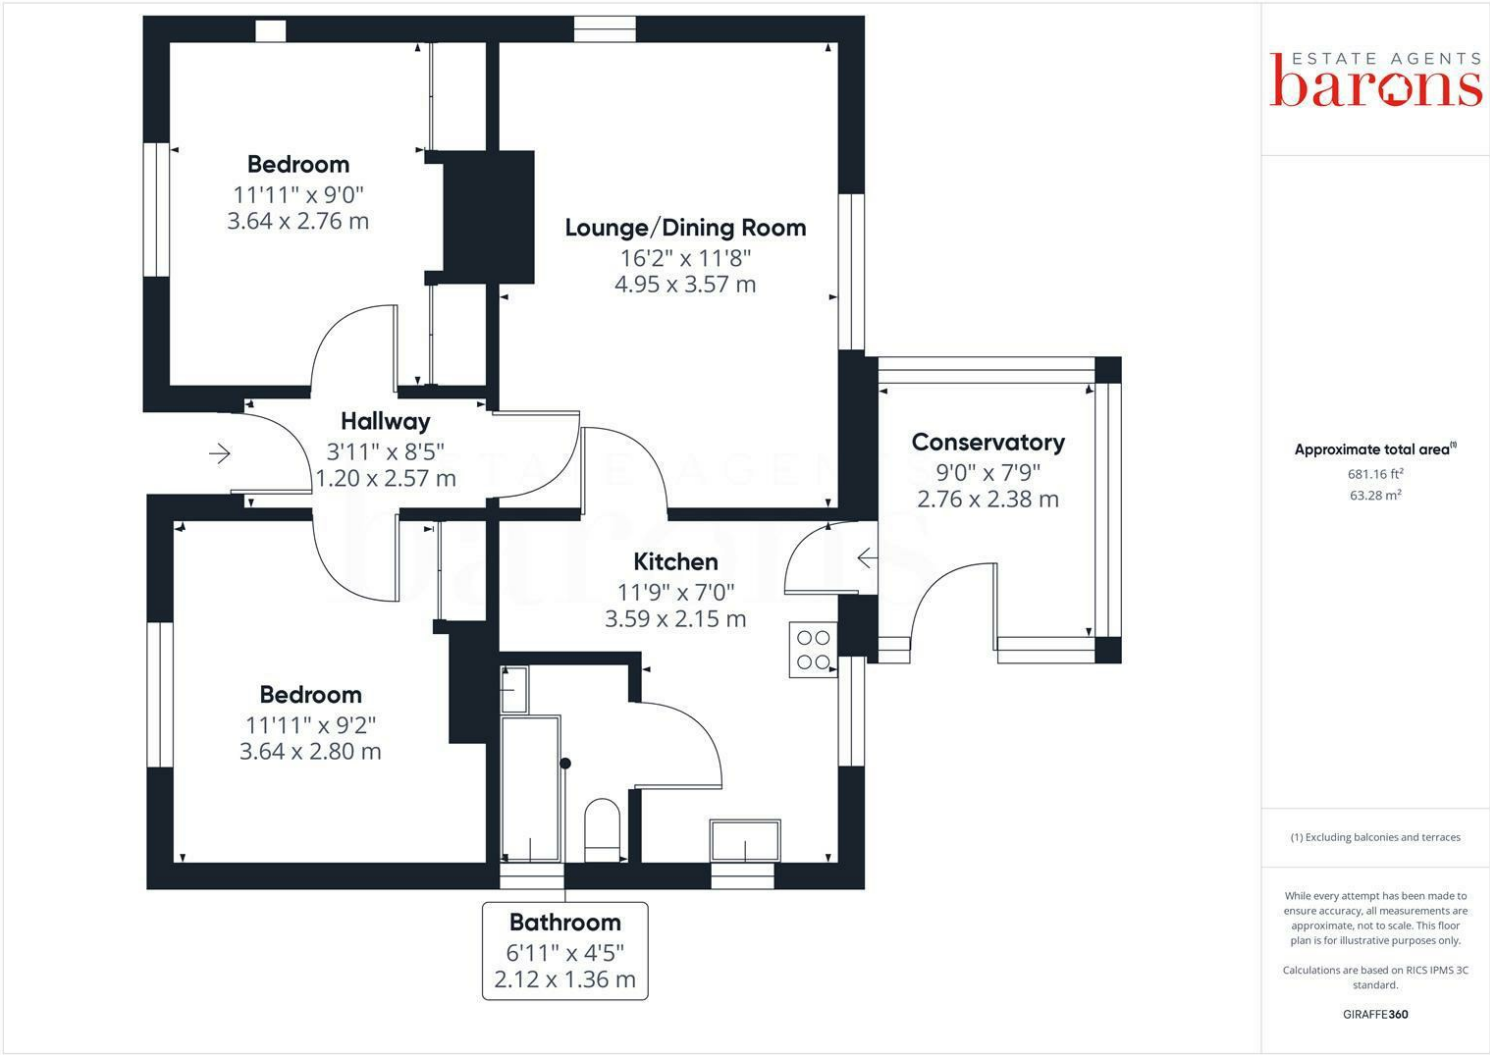 Bedroom
11'11" x 9'0"
3.64 x 2.76 m
Lounge/Dining Room
16'2" x 11'8"
4.95 x 3.57 m
Hallway
3'11" x 8'5"
1.20 x 2.57 m
Conservatory
9'0" x 7'9"
2.76 x 2.38 m
Kitchen
11'9" x 7'0"
3.59 x 2.15 m
Bedroom
11'11" x 9'2"
3.64 x 2.80 m
Bathroom
6'11" x 4'5"
2.12 x 1.36 m
ESTATE AGENTS
barons
ESTATE AGENTS
barons
Approximate total area⁽¹⁾
681.16 ft²
63.28 m²
(1) Excluding balconies and terraces
While every attempt has been made to
ensure accuracy, all measurements are
approximate, not to scale. This floor
plan is for illustrative purposes only.
Calculations are based on RICS IPMS 3C
standard.
GIRAFFE360